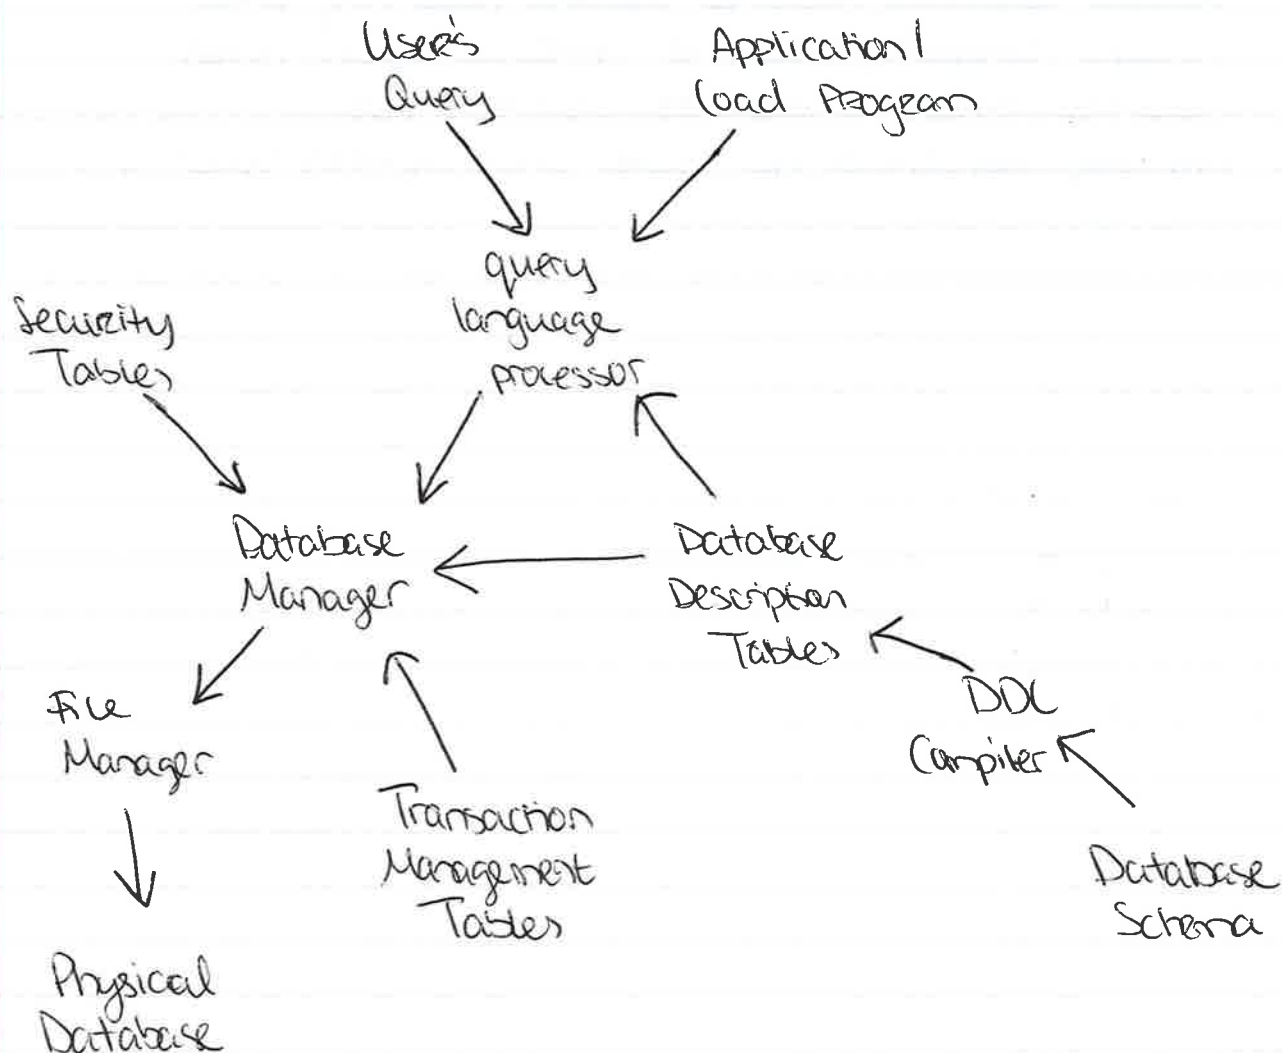 User's
Query
Application/
load Program
query
language
processor
Security
Tables
Database
Manager
Database
Description
Tables
File
Manager
DDL
Compiler
Transaction
Management
Tables
Database
Schema
Physical
Database